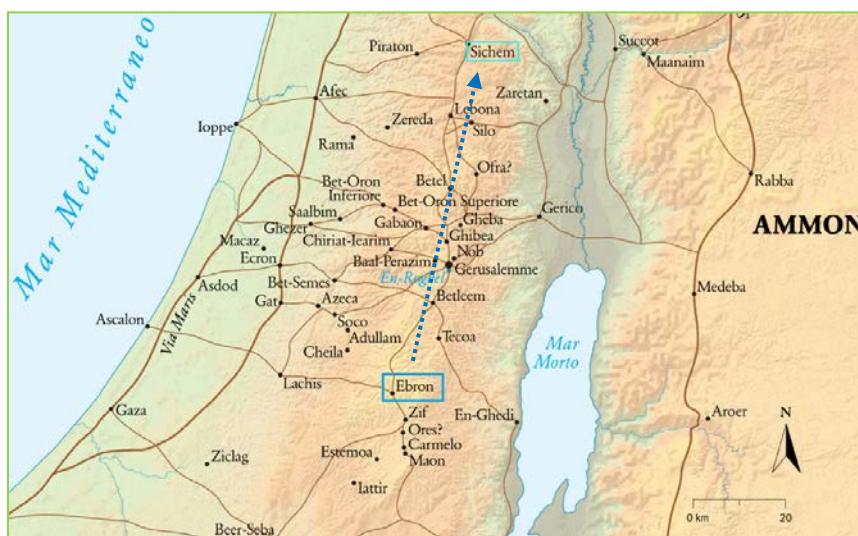 Mar Mediterraneo
Piraton
Sichem
Succot
Maanaim
Afec
Zaretan
Lebona
Ioppe
Zereda
Silo
Rama
Ofra?
Bet-Oron
Inferiore
Betel
Rabba
Bet-Oron Superiore
Saalbim
Gabaon
Gheba
Gerico
Ghezer
Ghibea
AMMON
Chiriat-Iearim
Macaz
Nob
Ecron
Baal-Perazim
Gerusalemme
En-Roghel
Asdod
Bet-Semes
Medeba
Gat
Azeca
Betleem
Via Maris
Soco
Ascalon
Adullam
Tecoa
Mar
Morto
Cheila
Lachis
Ebron
Gaza
Zif
En-Ghedi
Aroer
N
Ores?
Carmelo
Ziclag
Estemoa
Maon
Iattir
0 km
20
Beer-Seba